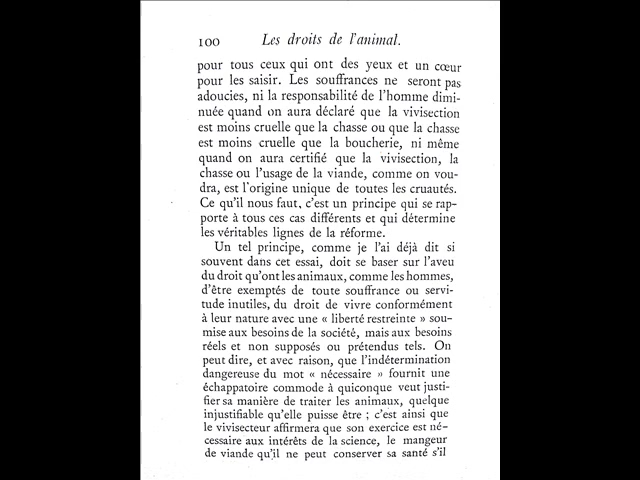 100 Les droits de l'animal.
pour tous ceux qui ont des yeux et un cœur
pour les saisir. Les souffrances ne seront pas
adoucies, ni la responsabilité de l'homme dimi-
nuée quand on aura déclaré que la vivisection
est moins cruelle que la chasse ou que la chasse
est moins cruelle que la boucherie, ni même
quand on aura certifié que la vivisection, la
chasse ou l'usage de la viande, comme on vou-
dra, est l'origine unique de toutes les cruautés.
Ce qu'il nous faut, c'est un principe qui se rap-
porte à tous ces cas différents et qui détermine
les véritables lignes de la réforme.
Un tel principe, comme je l'ai déjà dit si
souvent dans cet essai, doit se baser sur l'aveu
du droit qu'ont les animaux, comme les hommes,
d'être exemptés de toute souffrance ou servi-
tude inutiles, du droit de vivre conformément
à leur nature avec une « liberté restreinte » sou-
mise aux besoins de la société, mais aux besoins
réels et non supposés ou prétendus tels. On
peut dire, et avec raison, que l'indétermination
dangereuse du mot « nécessaire » fournit une
échappatoire commode à quiconque veut justi-
fier sa manière de traiter les animaux, quelque
injustifiable qu'elle puisse être ; c'est ainsi que
le vivisecteur affirmera que son exercice est né-
cessaire aux intérêts de la science, le mangeur
de viande qu'il ne peut conserver sa santé s'il